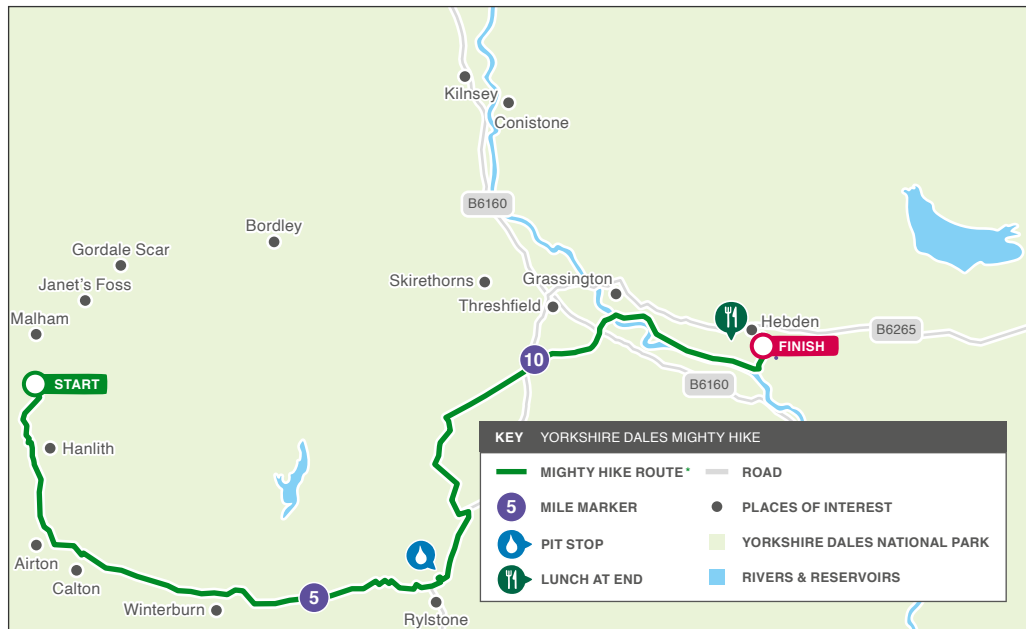 Kilnsey
Conistone
B6160
Bordley
Gordale Scar
Skirethorns
Grassington
Janet's Foss
Threshfield
Malham
Hebden
B6265
10
FINISH
START
B6160
Hanlith
KEY YORKSHIRE DALES MIGHTY HIKE
MIGHTY HIKE ROUTE*
ROAD
5
MILE MARKER
PLACES OF INTEREST
PIT STOP
YORKSHIRE DALES NATIONAL PARK
LUNCH AT END
RIVERS & RESERVOIRS
Airton
Calton
Winterburn
5
Rylstone